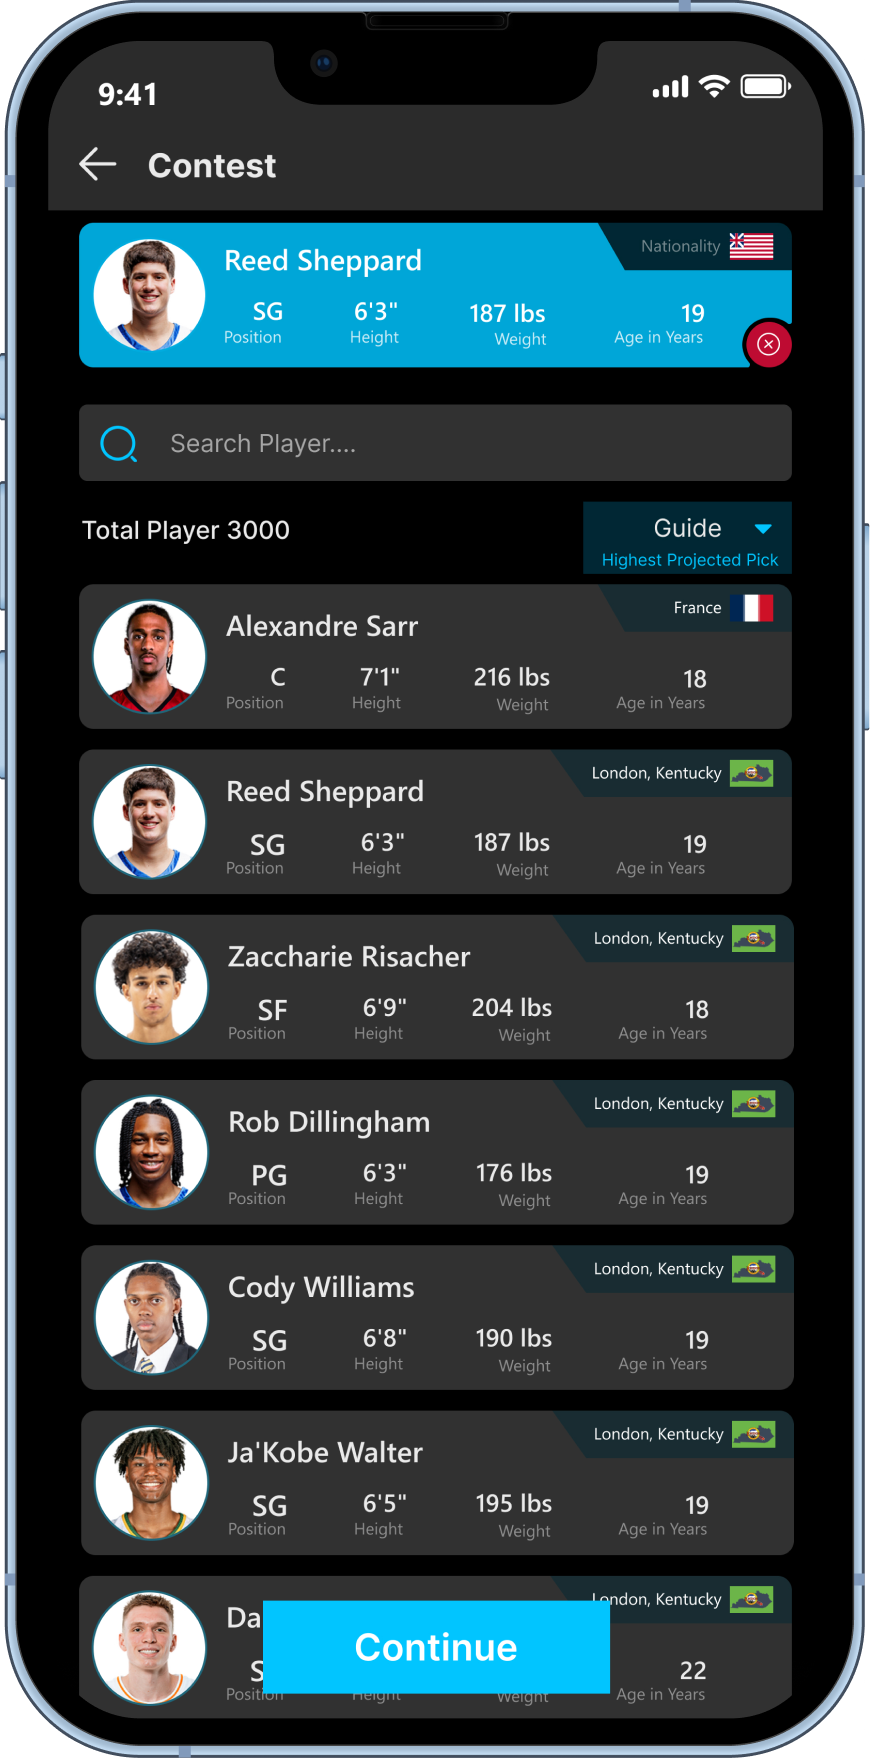 9:41
Contest
Nationality
Reed Sheppard
SG 6'3" 187 lbs 19
Position Height Weight Age in Years
Search Player....
Total Player 3000
Guide
Highest Projected Pick
France
Alexandre Sarr
C 7'1" 216 lbs 18
Position Height Weight Age in Years
London, Kentucky
Reed Sheppard
SG 6'3" 187 lbs 19
Position Height Weight Age in Years
London, Kentucky
Zaccharie Risacher
SF 6'9" 204 lbs 18
Position Height Weight Age in Years
London, Kentucky
Rob Dillingham
PG 6'3" 176 lbs 19
Position Height Weight Age in Years
London, Kentucky
Cody Williams
SG 6'8" 190 lbs 19
Position Height Weight Age in Years
London, Kentucky
Ja'Kobe Walter
SG 6'5" 195 lbs 19
Position Height Weight Age in Years
London, Kentucky
Da
Continue
S 22
Position Height Weight Age in Years